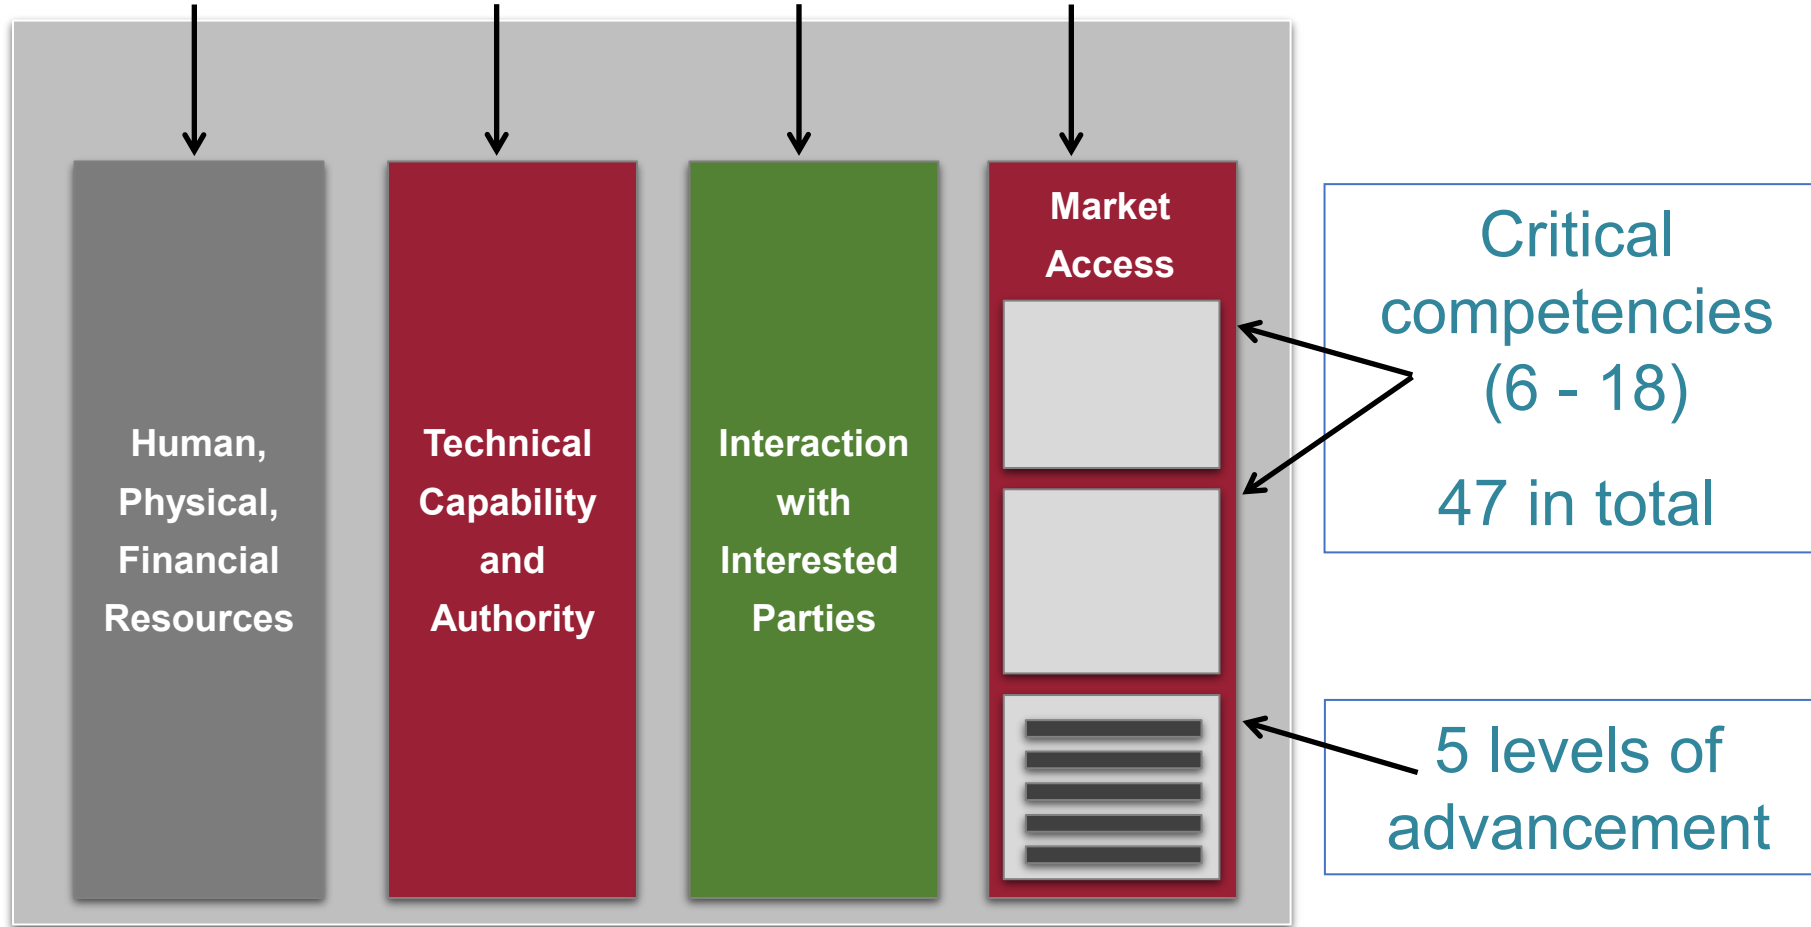 Human,
Physical,
Financial
Resources
Technical
Capability
and
Authority
Interaction
with
Interested
Parties
Market
Access
Critical
competencies
(6 - 18)
47 in total
5 levels of
advancement